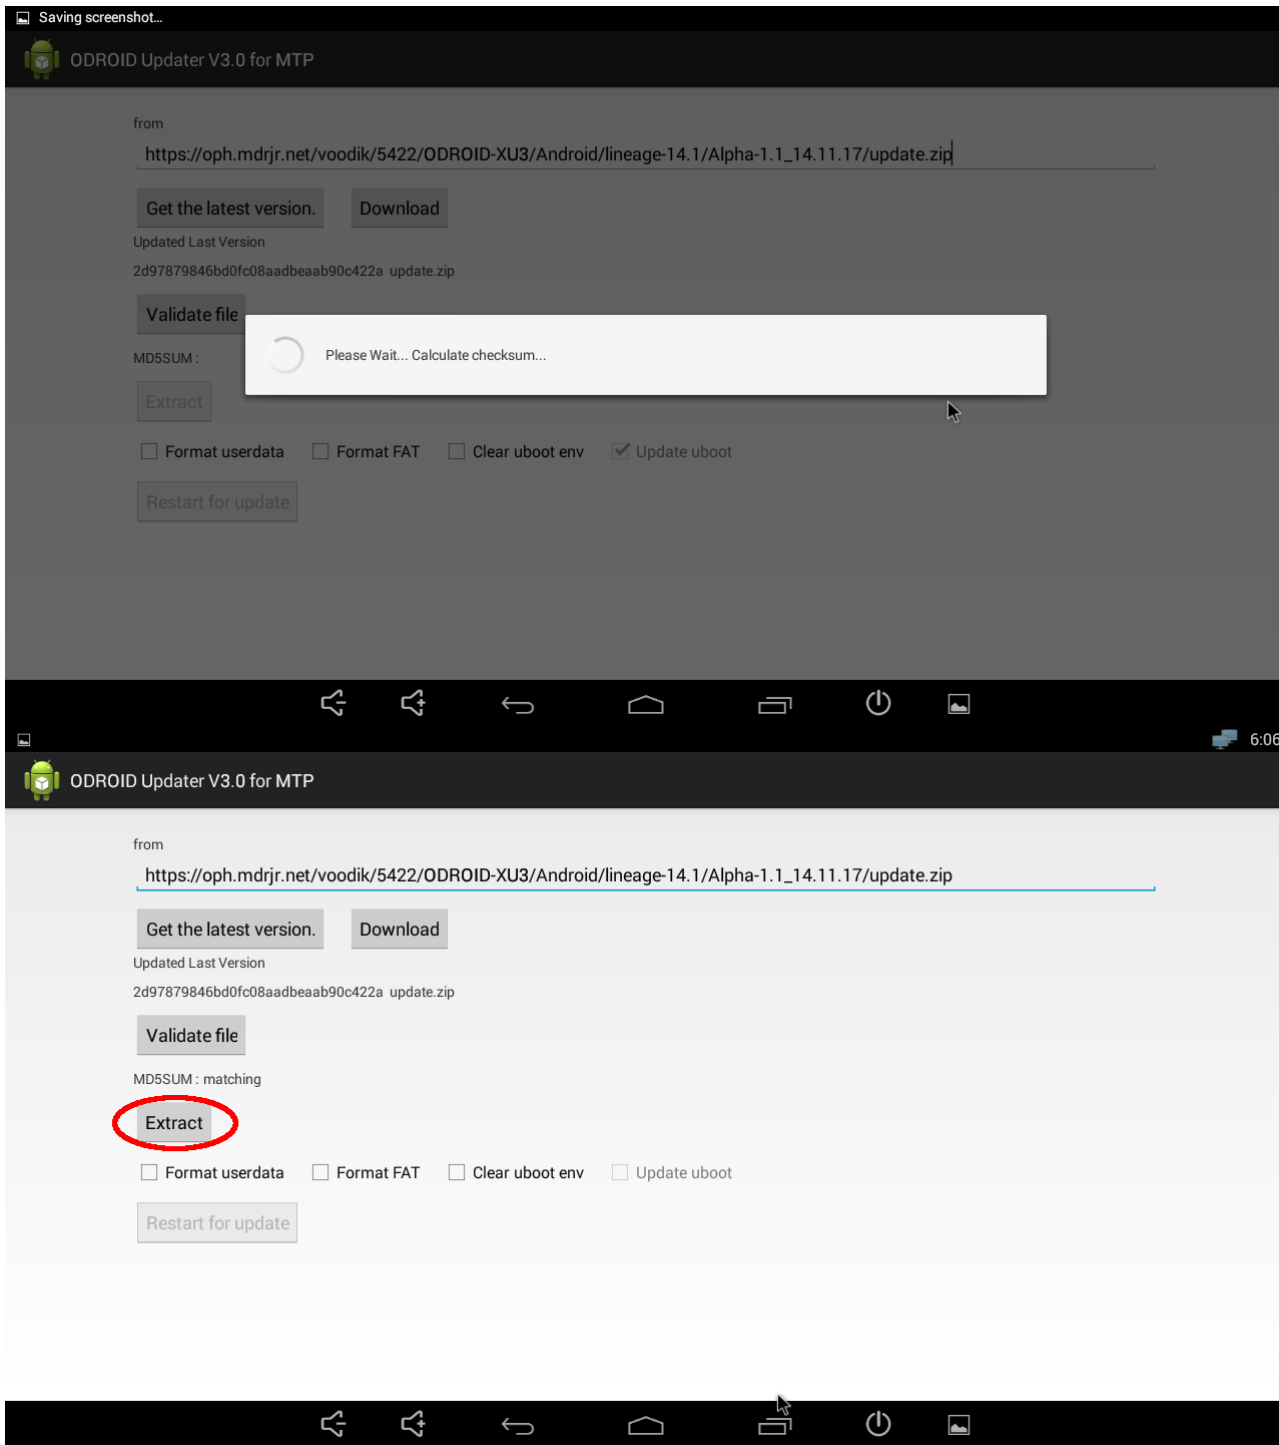 Saving screenshot...
ODROID Updater V3.0 for MTP
from
https://oph.mdrjr.net/voodik/5422/ODROID-XU3/Android/lineage-14.1/Alpha-1.1_14.11.17/update.zip
Get the latest version. Download
Updated Last Version
2d97879846bd0fc08aadbeaab90c422a update.zip
Validate file
Please Wait... Calculate checksum...
MD5SUM :
Extract
Format userdata Format FAT Clear uboot env Update uboot
Restart for update
6:06
ODROID Updater V3.0 for MTP
from
https://oph.mdrjr.net/voodik/5422/ODROID-XU3/Android/lineage-14.1/Alpha-1.1_14.11.17/update.zip
Get the latest version. Download
Updated Last Version
2d97879846bd0fc08aadbeaab90c422a update.zip
Validate file
MD5SUM : matching
Extract
Format userdata Format FAT Clear uboot env Update uboot
Restart for update